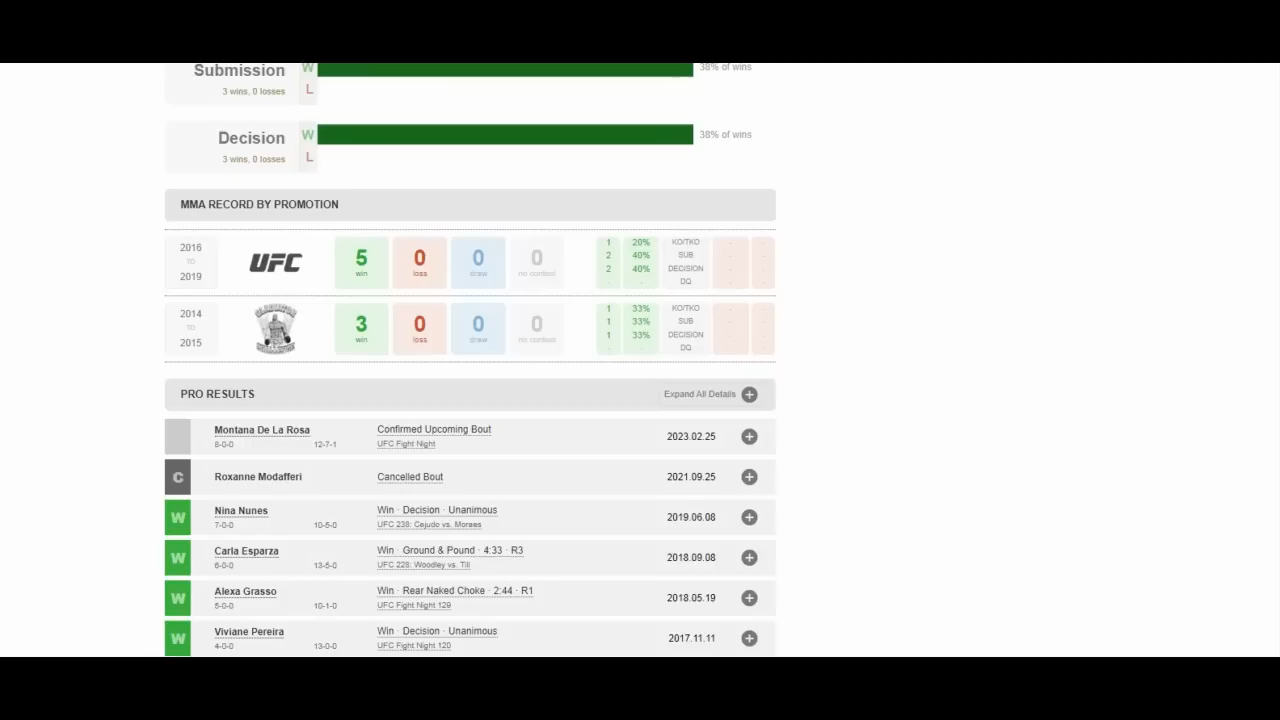 Submission W 38% of wins
3 wins, 0 losses L
Decision W 38% of wins
3 wins, 0 losses L
MMA RECORD BY PROMOTION
2016 TO 2019 UFC 5 win 0 loss 0 draw 0 no contest
1 20% KO/TKO - -
2 40% SUB - -
2 40% DECISION - -
- - DQ - -
2014 TO 2015 3 win 0 loss 0 draw 0 no contest
1 33% KO/TKO - -
1 33% SUB - -
1 33% DECISION - -
- - DQ - -
PRO RESULTS Expand All Details +
Montana De La Rosa Confirmed Upcoming Bout 2023.02.25 +
8-0-0 12-7-1 UFC Fight Night
C Roxanne Modafferi Cancelled Bout 2021.09.25 +
W Nina Nunes Win · Decision · Unanimous 2019.06.08 +
7-0-0 10-5-0 UFC 238: Cejudo vs. Moraes
W Carla Esparza Win · Ground & Pound · 4:33 · R3 2018.09.08 +
6-0-0 13-5-0 UFC 228: Woodley vs. Till
W Alexa Grasso Win · Rear Naked Choke · 2:44 · R1 2018.05.19 +
5-0-0 10-1-0 UFC Fight Night 129
W Viviane Pereira Win · Decision · Unanimous 2017.11.11 +
4-0-0 13-0-0 UFC Fight Night 120